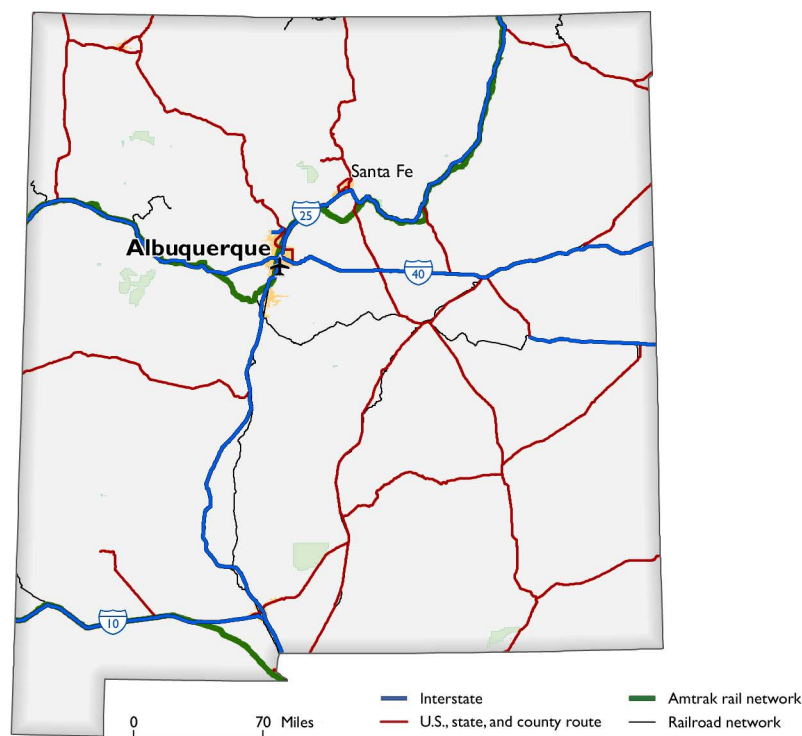 Santa Fe
25
Albuquerque
40
10
Interstate
Amtrak rail network
0 70 Miles
U.S., state, and county route
Railroad network